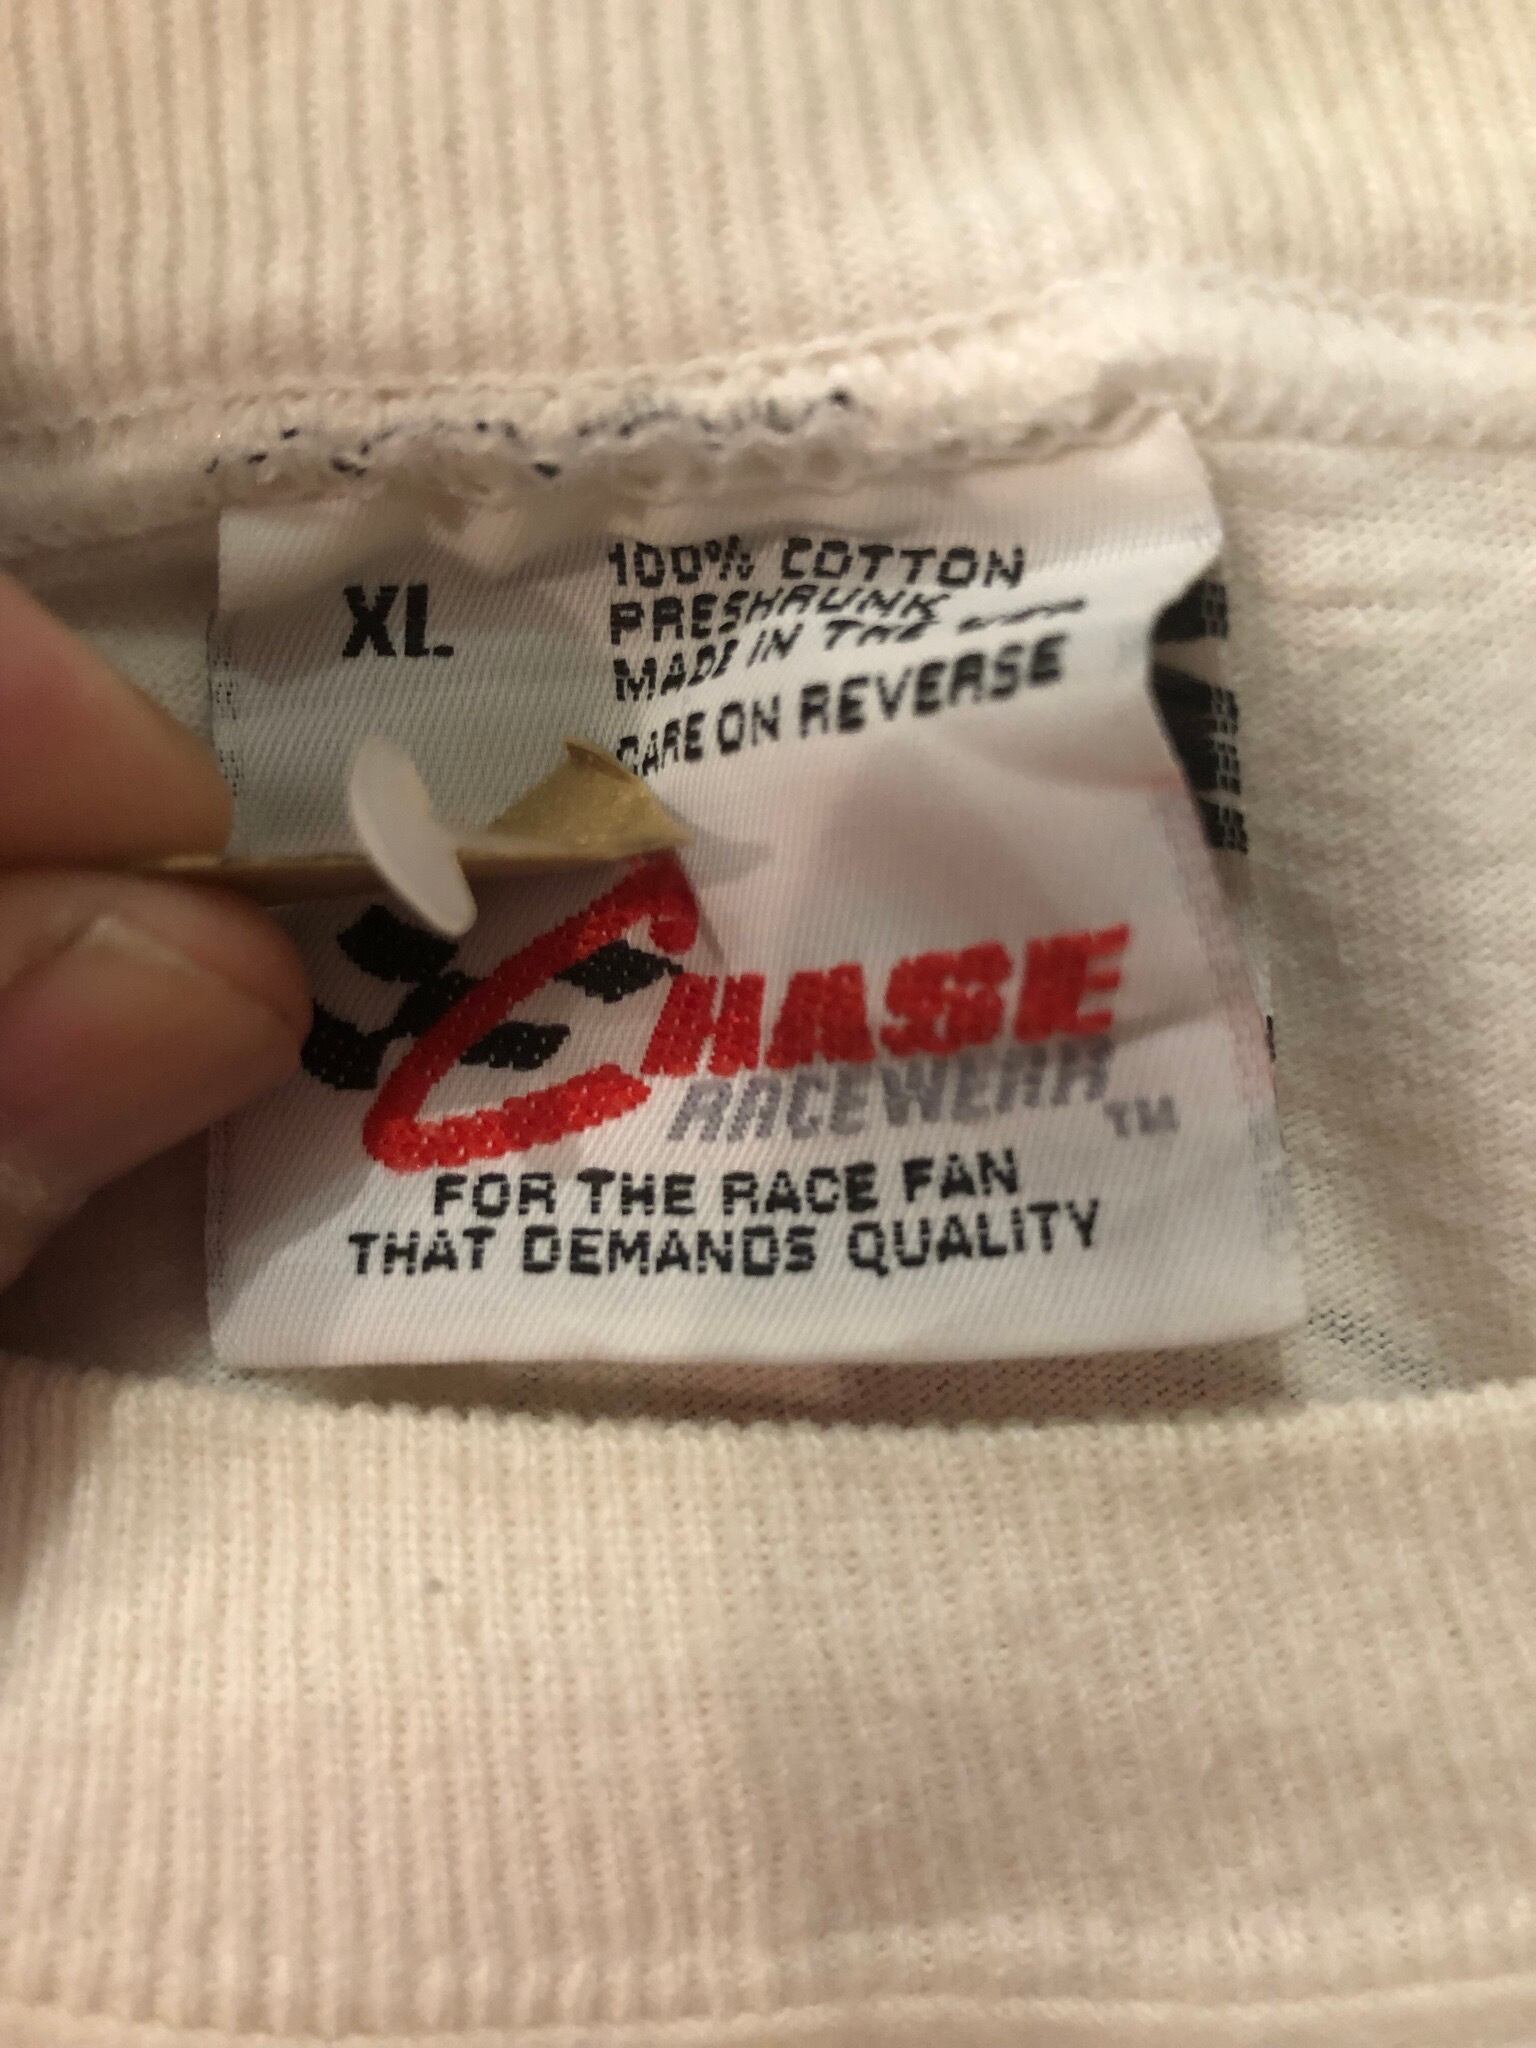 XL
100% COTTON
PRESHRUNK
MADE IN THE
CARE ON REVERSE
CHASE
RACEWEAR TM
FOR THE RACE FAN
THAT DEMANDS QUALITY